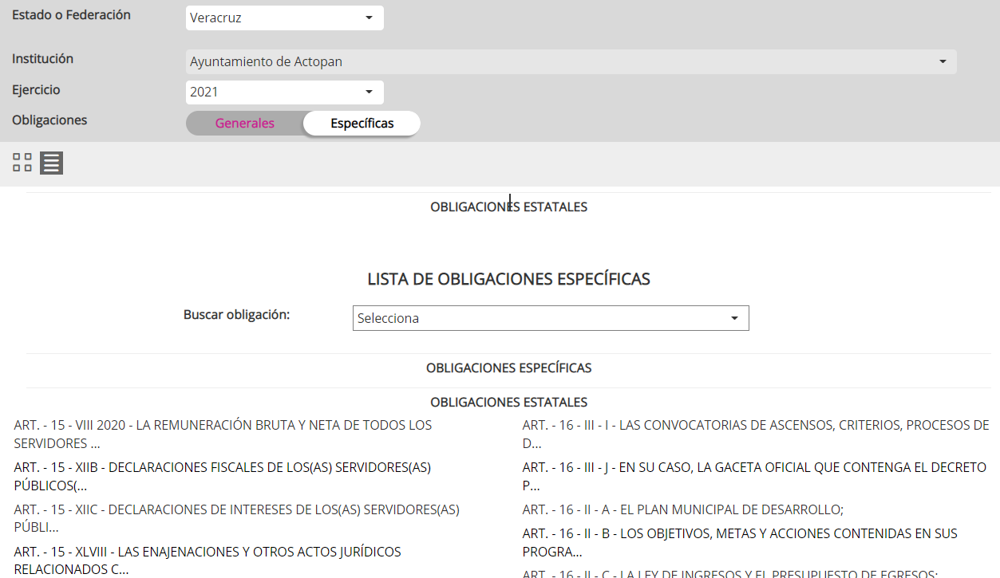 Estado o Federación
Veracruz
Institución
Ayuntamiento de Actopan
Ejercicio
2021
Obligaciones
Generales
Específicas
OBLIGACIONES ESTATALES
LISTA DE OBLIGACIONES ESPECÍFICAS
Buscar obligación:
Selecciona
OBLIGACIONES ESPECÍFICAS
OBLIGACIONES ESTATALES
ART. - 15 - VIII 2020 - LA REMUNERACIÓN BRUTA Y NETA DE TODOS LOS
SERVIDORES ...
ART. - 15 - XIIB - DECLARACIONES FISCALES DE LOS(AS) SERVIDORES(AS)
PÚBLICOS(...
ART. - 15 - XIIC - DECLARACIONES DE INTERESES DE LOS(AS) SERVIDORES(AS)
PÚBLI...
ART. - 15 - XLVIII - LAS ENAJENACIONES Y OTROS ACTOS JURÍDICOS
RELACIONADOS C...
ART. - 16 - III - I - LAS CONVOCATORIAS DE ASCENSOS, CRITERIOS, PROCESOS DE
D...
ART. - 16 - III - J - EN SU CASO, LA GACETA OFICIAL QUE CONTENGA EL DECRETO
P...
ART. - 16 - II - A - EL PLAN MUNICIPAL DE DESARROLLO;
ART. - 16 - II - B - LOS OBJETIVOS, METAS Y ACCIONES CONTENIDAS EN SUS
PROGRA...
ART. - 16 - II - C - LA LEY DE INGRESOS Y EL PRESUPUESTO DE EGRESOS;